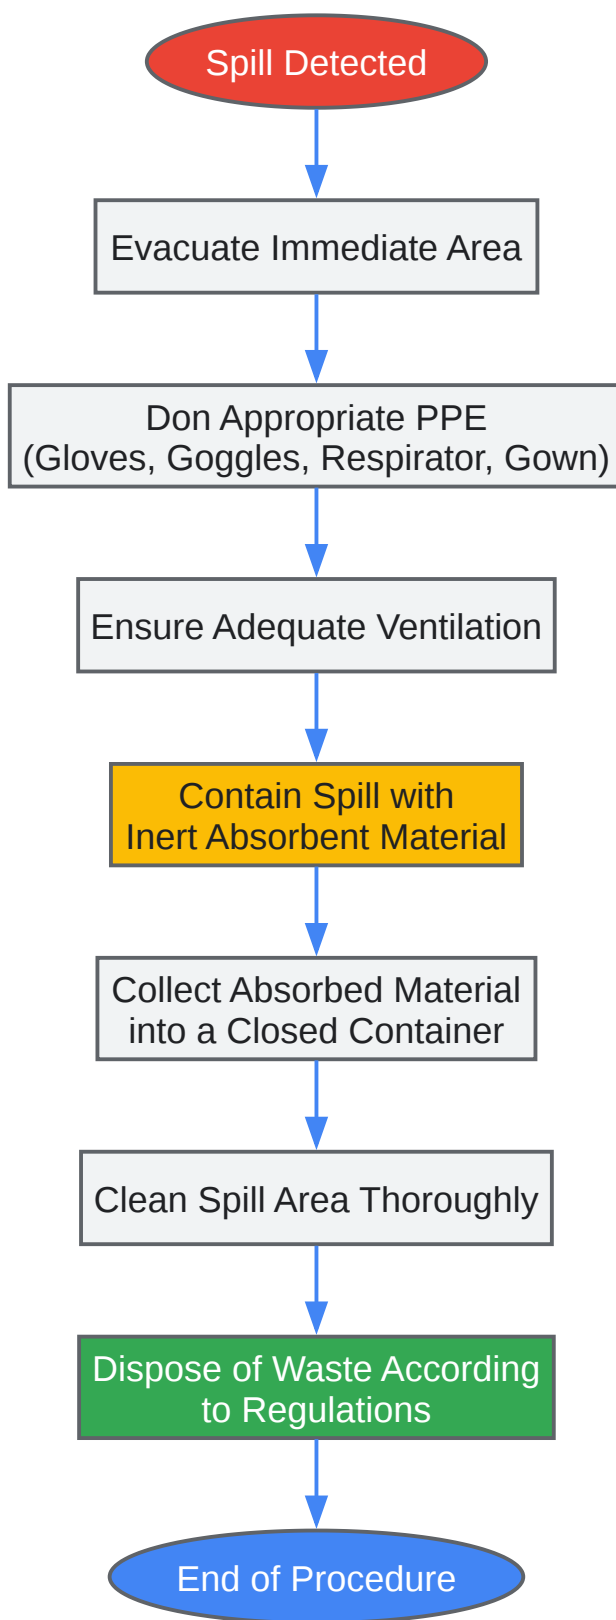 Spill Detected
Evacuate Immediate Area
Don Appropriate PPE
(Gloves, Goggles, Respirator, Gown)
Ensure Adequate Ventilation
Contain Spill with
Inert Absorbent Material
Collect Absorbed Material
into a Closed Container
Clean Spill Area Thoroughly
Dispose of Waste According
to Regulations
End of Procedure